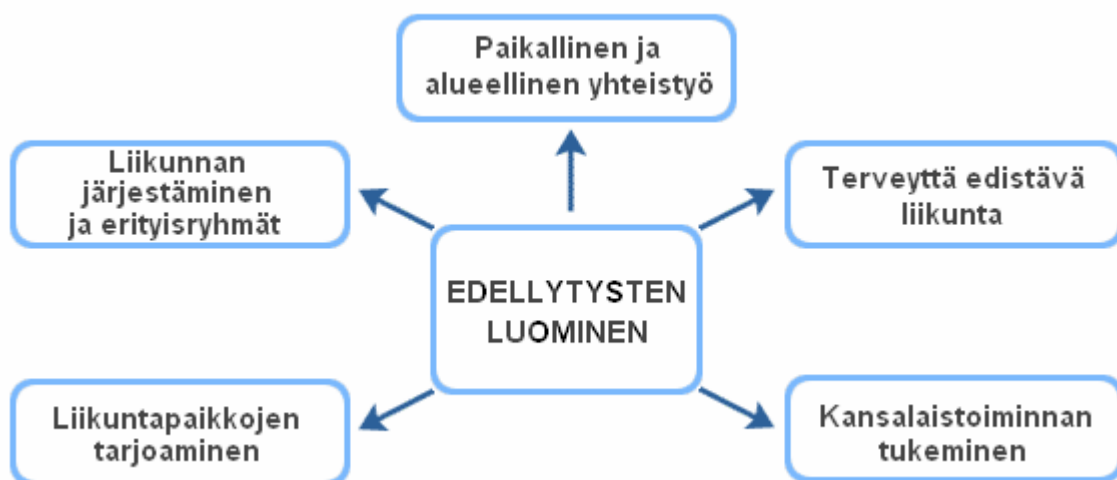 Paikallinen ja
alueellinen yhteistyö
Liikunnan
järjestäminen
ja erityisryhmät
Terveyttä edistävä
liikunta
EDELLYTYSTEN
LUOMINEN
Liikuntapaikkojen
tarjoaminen
Kansalaistoiminnan
tukeminen